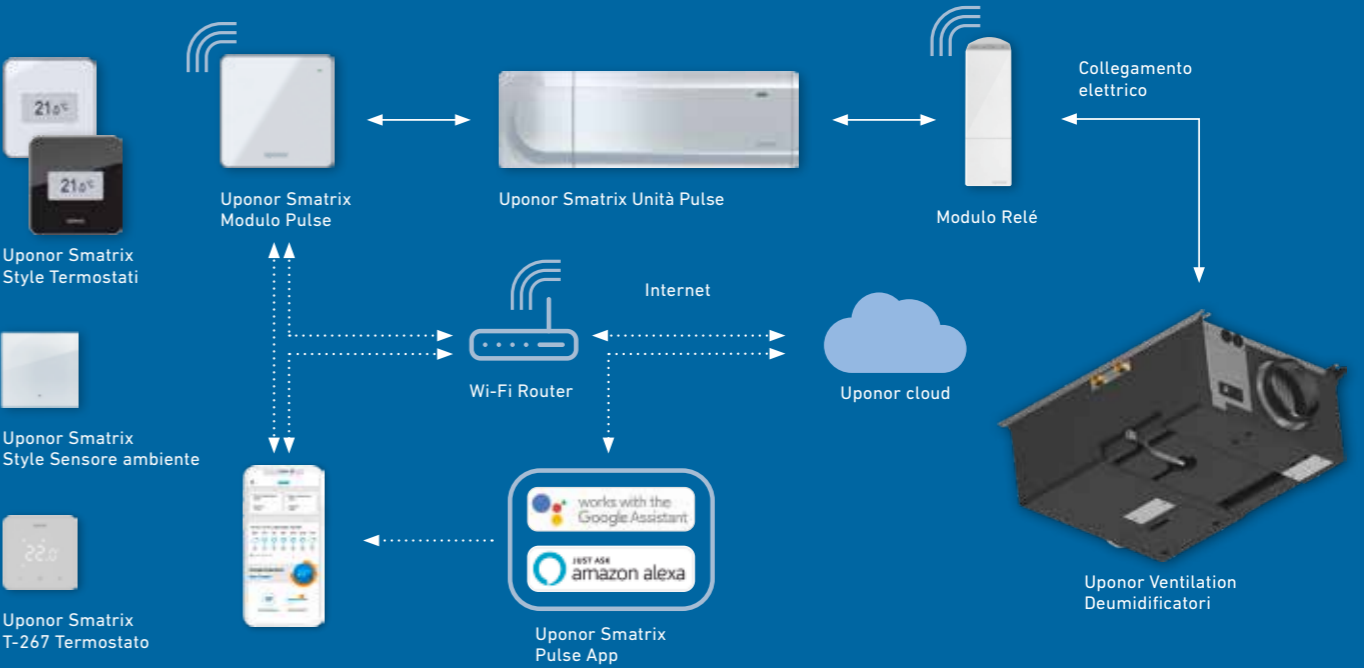 21.0°C
21.0°C
Uponor Smatrix
Style Termostati
Uponor Smatrix
Style Sensore ambiente
22.0
Uponor Smatrix
T-267 Termostato
Uponor Smatrix
Modulo Pulse
Uponor Smatrix Unità Pulse
Modulo Relé
Collegamento
elettrico
Internet
Wi-Fi Router
Uponor cloud
works with the
Google Assistant
JUST ASK
amazon alexa
Uponor Smatrix
Pulse App
Uponor Ventilation
Deumidificatori